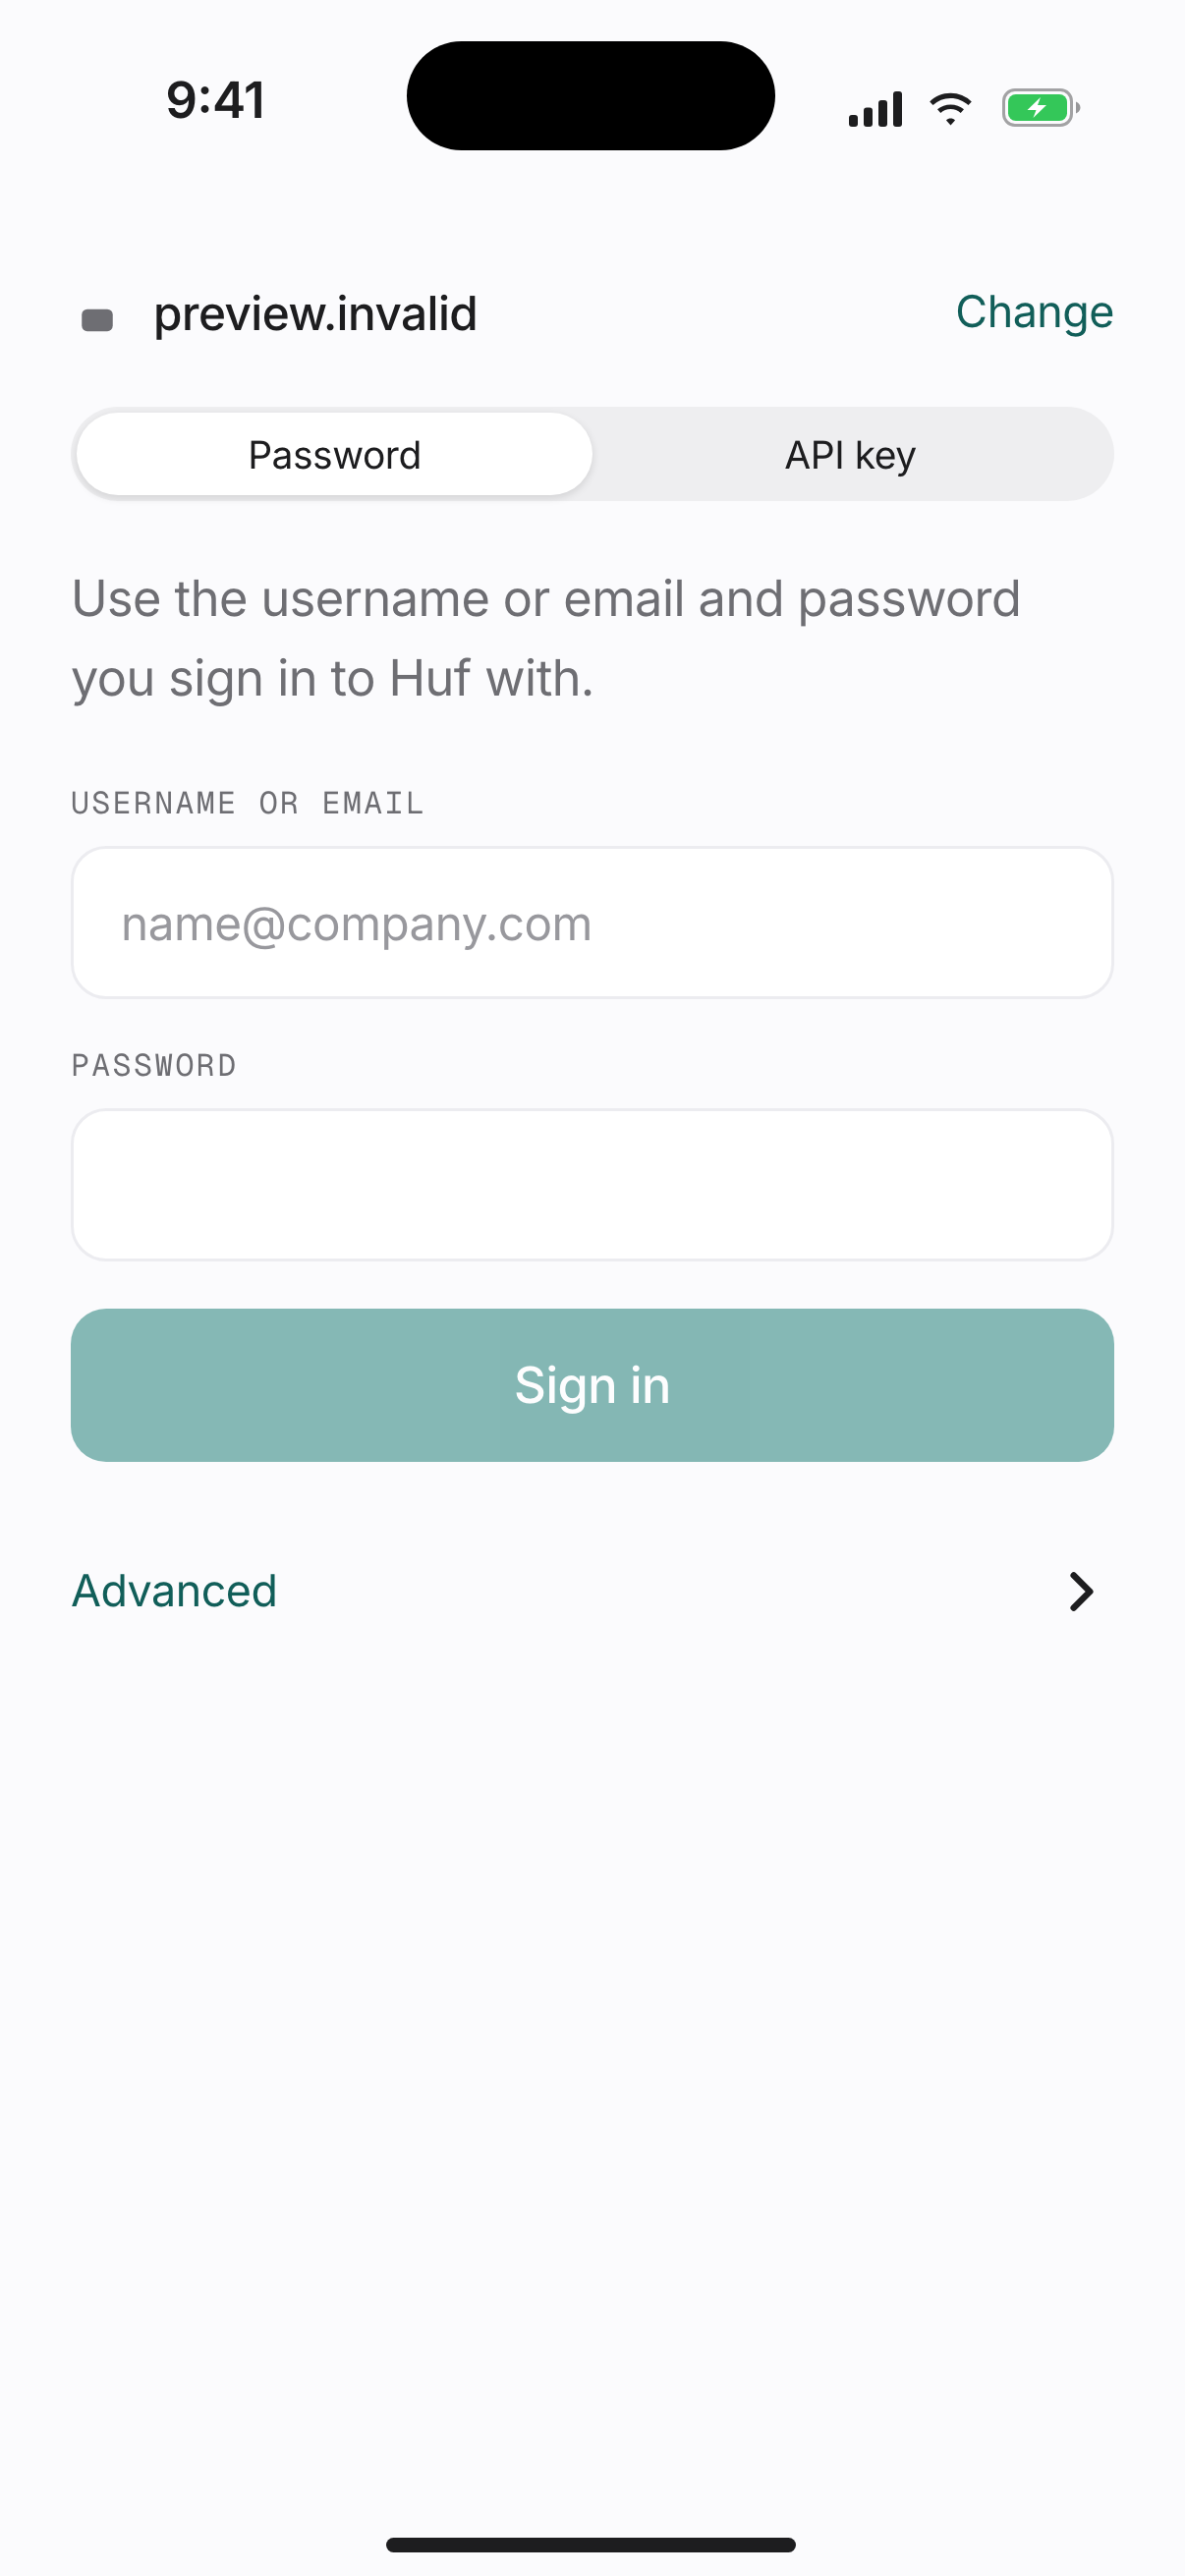 9:41
preview.invalid
Change
Password
API key
Use the username or email and password
you sign in to Huf with.
USERNAME OR EMAIL
name@company.com
PASSWORD
Sign in
Advanced